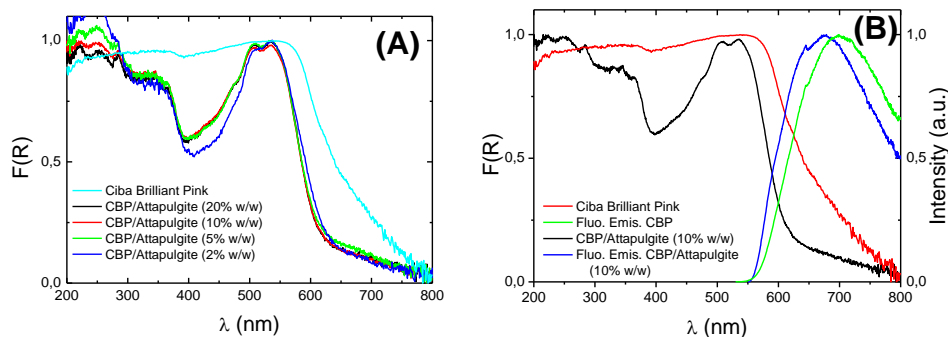 (A)
1,0
0,5
0,0
F(R)
Ciba Brilliant Pink
CBP/Attapulgite (20% w/w)
CBP/Attapulgite (10% w/w)
CBP/Attapulgite (5% w/w)
CBP/Attapulgite (2% w/w)
200 300 400 500 600 700 800
λ (nm)
(B)
1,0
0,5
0,0
F(R)
1,0
0,5
0,0
Intensity (a.u.)
Ciba Brilliant Pink
Fluo. Emis. CBP
CBP/Attapulgite (10% w/w)
Fluo. Emis. CBP/Attapulgite
(10% w/w)
200 300 400 500 600 700 800
λ (nm)